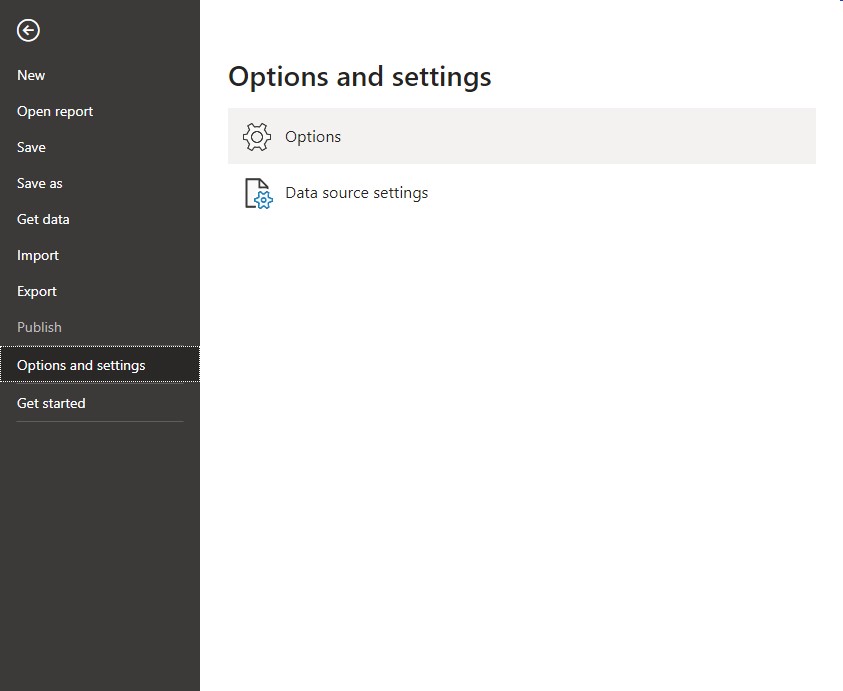 New
Open report
Save
Save as
Get data
Import
Export
Publish
Options and settings
Get started
Options and settings
Options
Data source settings